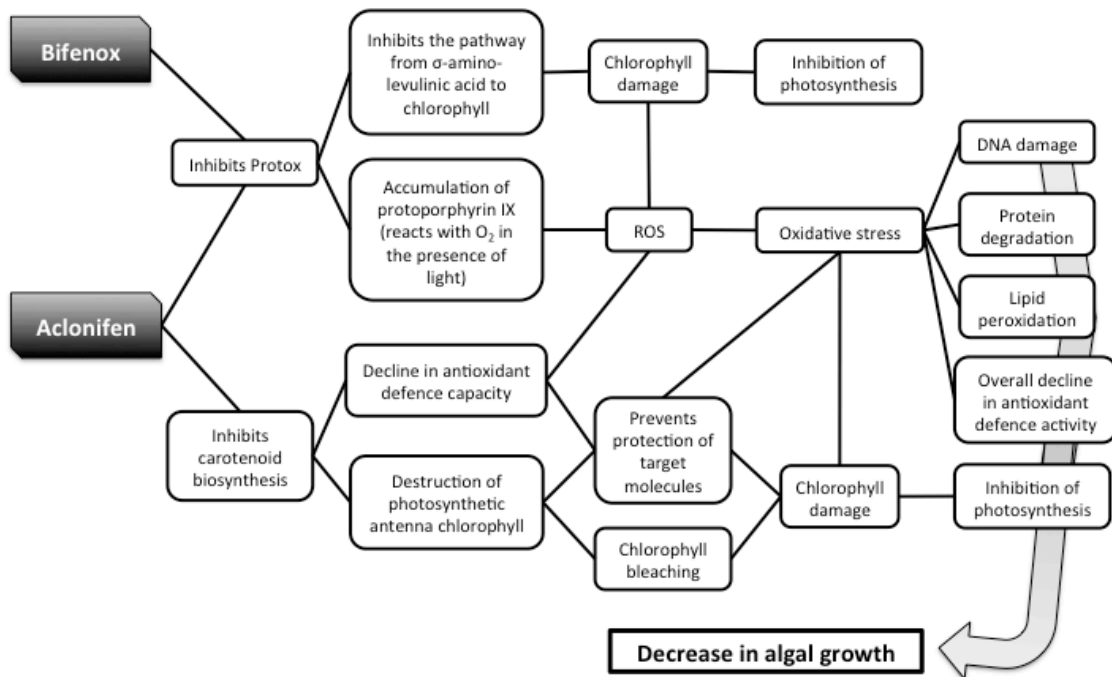 Bifenox
Inhibits the pathway
from σ-amino-
levulinic acid to
chlorophyll
Chlorophyll
damage
Inhibition of
photosynthesis
Inhibits Protox
Accumulation of
protoporphyrin IX
(reacts with O₂ in
the presence of
light)
ROS
Oxidative stress
DNA damage
Protein
degradation
Lipid
peroxidation
Overall decline
in antioxidant
defence activity
Aclonifen
Decline in antioxidant
defence capacity
Inhibits
carotenoid
biosynthesis
Destruction of
photosynthetic
antenna chlorophyll
Prevents
protection of
target
molecules
Chlorophyll
bleaching
Chlorophyll
damage
Inhibition of
photosynthesis
Decrease in algal growth